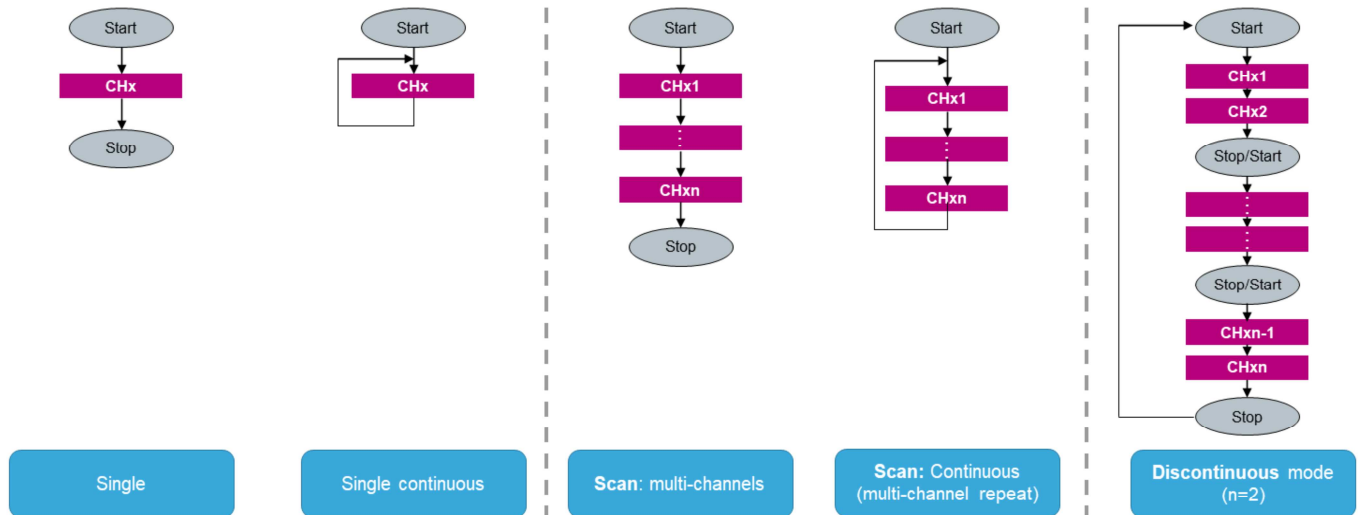 Start
CHx
Stop
Single
Start
CHx
Single continuous
Start
CHx1
CHxn
Stop
Scan: multi-channels
Start
CHx1
CHxn
Scan: Continuous
(multi-channel repeat)
Start
CHx1
CHx2
Stop/Start
Stop/Start
CHxn-1
CHxn
Stop
Discontinuous mode
(n=2)